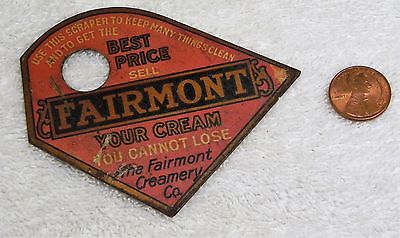 USE THIS SCRAPER TO KEEP MANY THINGS CLEAN
AND TO GET THE
BEST
PRICE
SELL
FAIRMONT
YOUR CREAM
YOU CANNOT LOSE
The Fairmont
Creamery
Co.